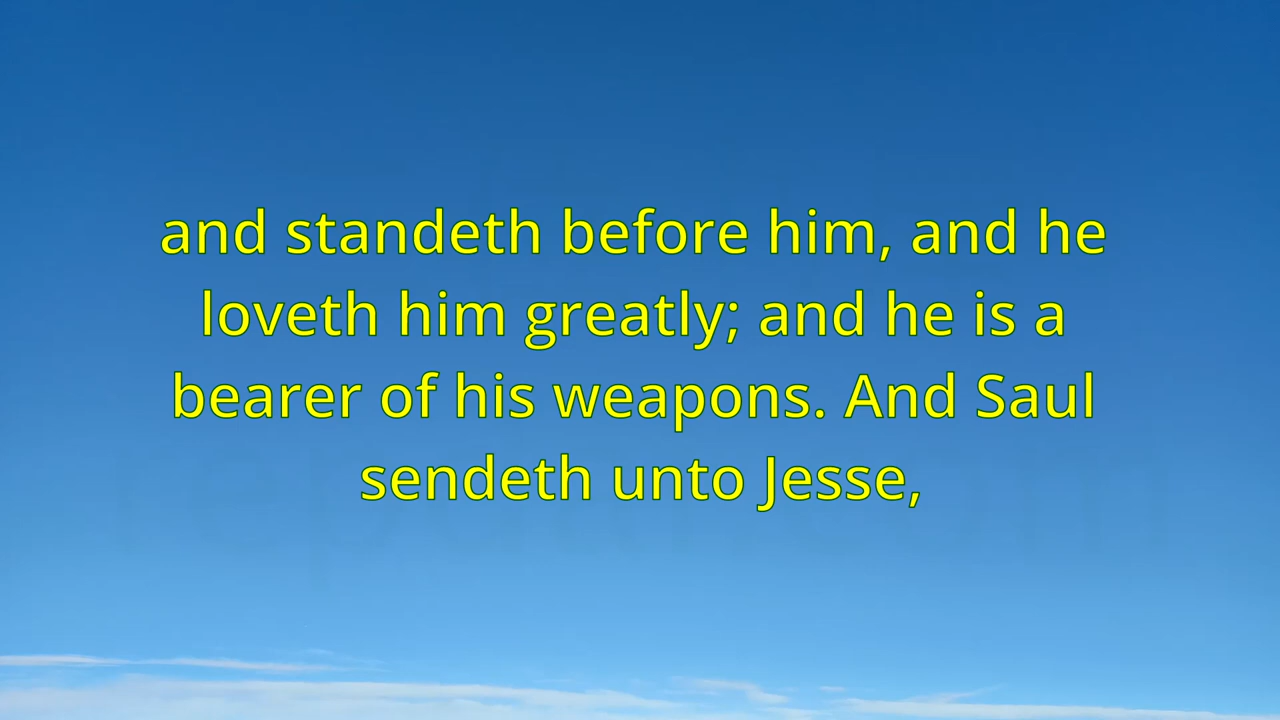 and standeth before him, and he
loveth him greatly; and he is a
bearer of his weapons. And Saul
sendeth unto Jesse,